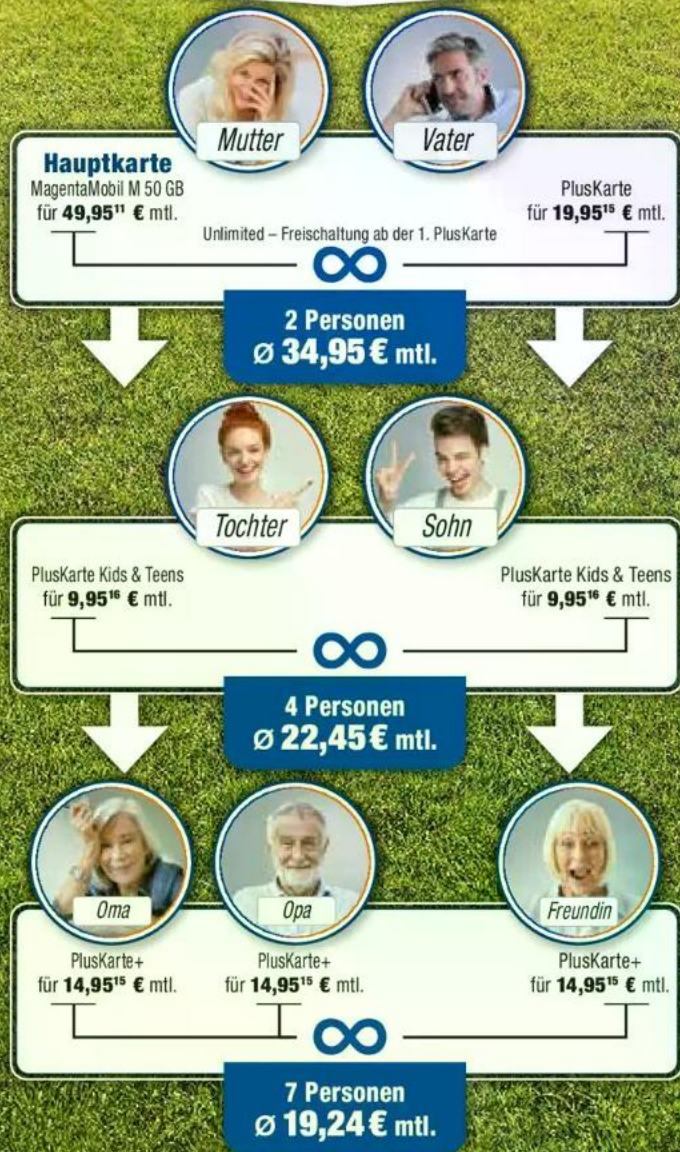 Mutter
Vater
Hauptkarte
MagentaMobil M 50 GB
für 49,95¹¹ € mtl.
PlusKarte
für 19,95¹⁵ € mtl.
Unlimited – Freischaltung ab der 1. PlusKarte
∞
2 Personen
Ø 34,95 € mtl.
Tochter
Sohn
PlusKarte Kids & Teens
für 9,95¹⁶ € mtl.
PlusKarte Kids & Teens
für 9,95¹⁶ € mtl.
∞
4 Personen
Ø 22,45 € mtl.
Oma
Opa
Freundin
PlusKarte+
für 14,95¹⁵ € mtl.
PlusKarte+
für 14,95¹⁵ € mtl.
PlusKarte+
für 14,95¹⁵ € mtl.
∞
7 Personen
Ø 19,24 € mtl.